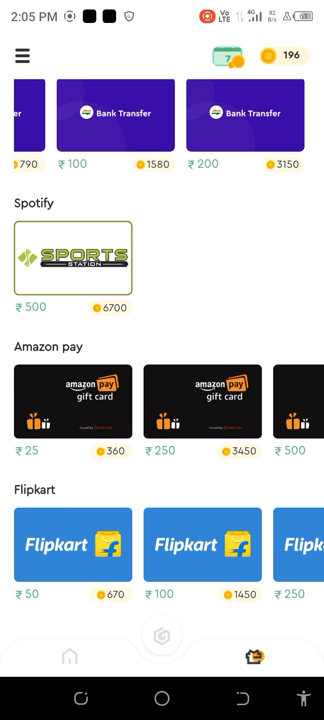 2:05 PM
Vo LTE 4G 82 B/s
7
196
er
Bank Transfer
Bank Transfer
790
₹ 100
1580
₹ 200
3150
Spotify
SPORTS
STATION
₹ 500
6700
Amazon pay
amazon pay
gift card
amazon pay
gift card
₹ 25
360
₹ 250
3450
₹ 500
Flipkart
Flipkart
Flipkart
Flipk
₹ 50
670
₹ 100
1450
₹ 250